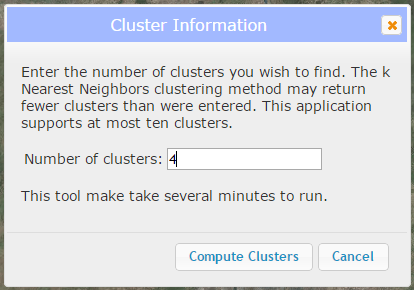 Cluster Information
Enter the number of clusters you wish to find. The k
Nearest Neighbors clustering method may return
fewer clusters than were entered. This application
supports at most ten clusters.
Number of clusters: 4
This tool make take several minutes to run.
Compute Clusters Cancel